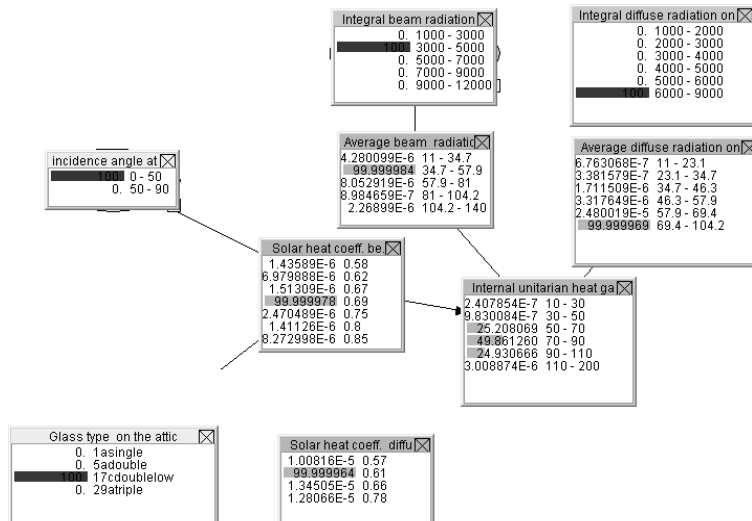 Integral beam radiation
0. 1000 - 3000
100. 3000 - 5000
0. 5000 - 7000
0. 7000 - 9000
0. 9000 - 12000
Integral diffuse radiation on
0. 1000 - 2000
0. 2000 - 3000
0. 3000 - 4000
0. 4000 - 5000
0. 5000 - 6000
100. 6000 - 9000
Average beam radiatic
4.280099E-6 11 - 34.7
99.999984 34.7 - 57.9
8.052919E-6 57.9 - 81
8.984659E-7 81 - 104.2
2.26899E-6 104.2 - 140
Average diffuse radiation on
6.763068E-7 11 - 23.1
3.381579E-7 23.1 - 34.7
1.711509E-6 34.7 - 46.3
3.317649E-6 46.3 - 57.9
2.480019E-5 57.9 - 69.4
99.999969 69.4 - 104.2
incidence angle at
100. 0 - 50
0. 50 - 90
Solar heat coeff. be.
1.43589E-6 0.58
6.979888E-6 0.62
1.51309E-6 0.67
99.999978 0.69
2.470489E-6 0.75
1.41126E-6 0.8
8.272998E-6 0.85
Internal unitarian heat ga
2.407854E-7 10 - 30
9.830084E-7 30 - 50
25.208069 50 - 70
49.861260 70 - 90
24.930666 90 - 110
3.008874E-6 110 - 200
Glass type on the attic
0. 1asingle
0. 5adouble
100. 17cdoublelow
0. 29atriple
Solar heat coeff. diffu
1.00816E-5 0.57
99.999964 0.61
1.34505E-5 0.66
1.28066E-5 0.78